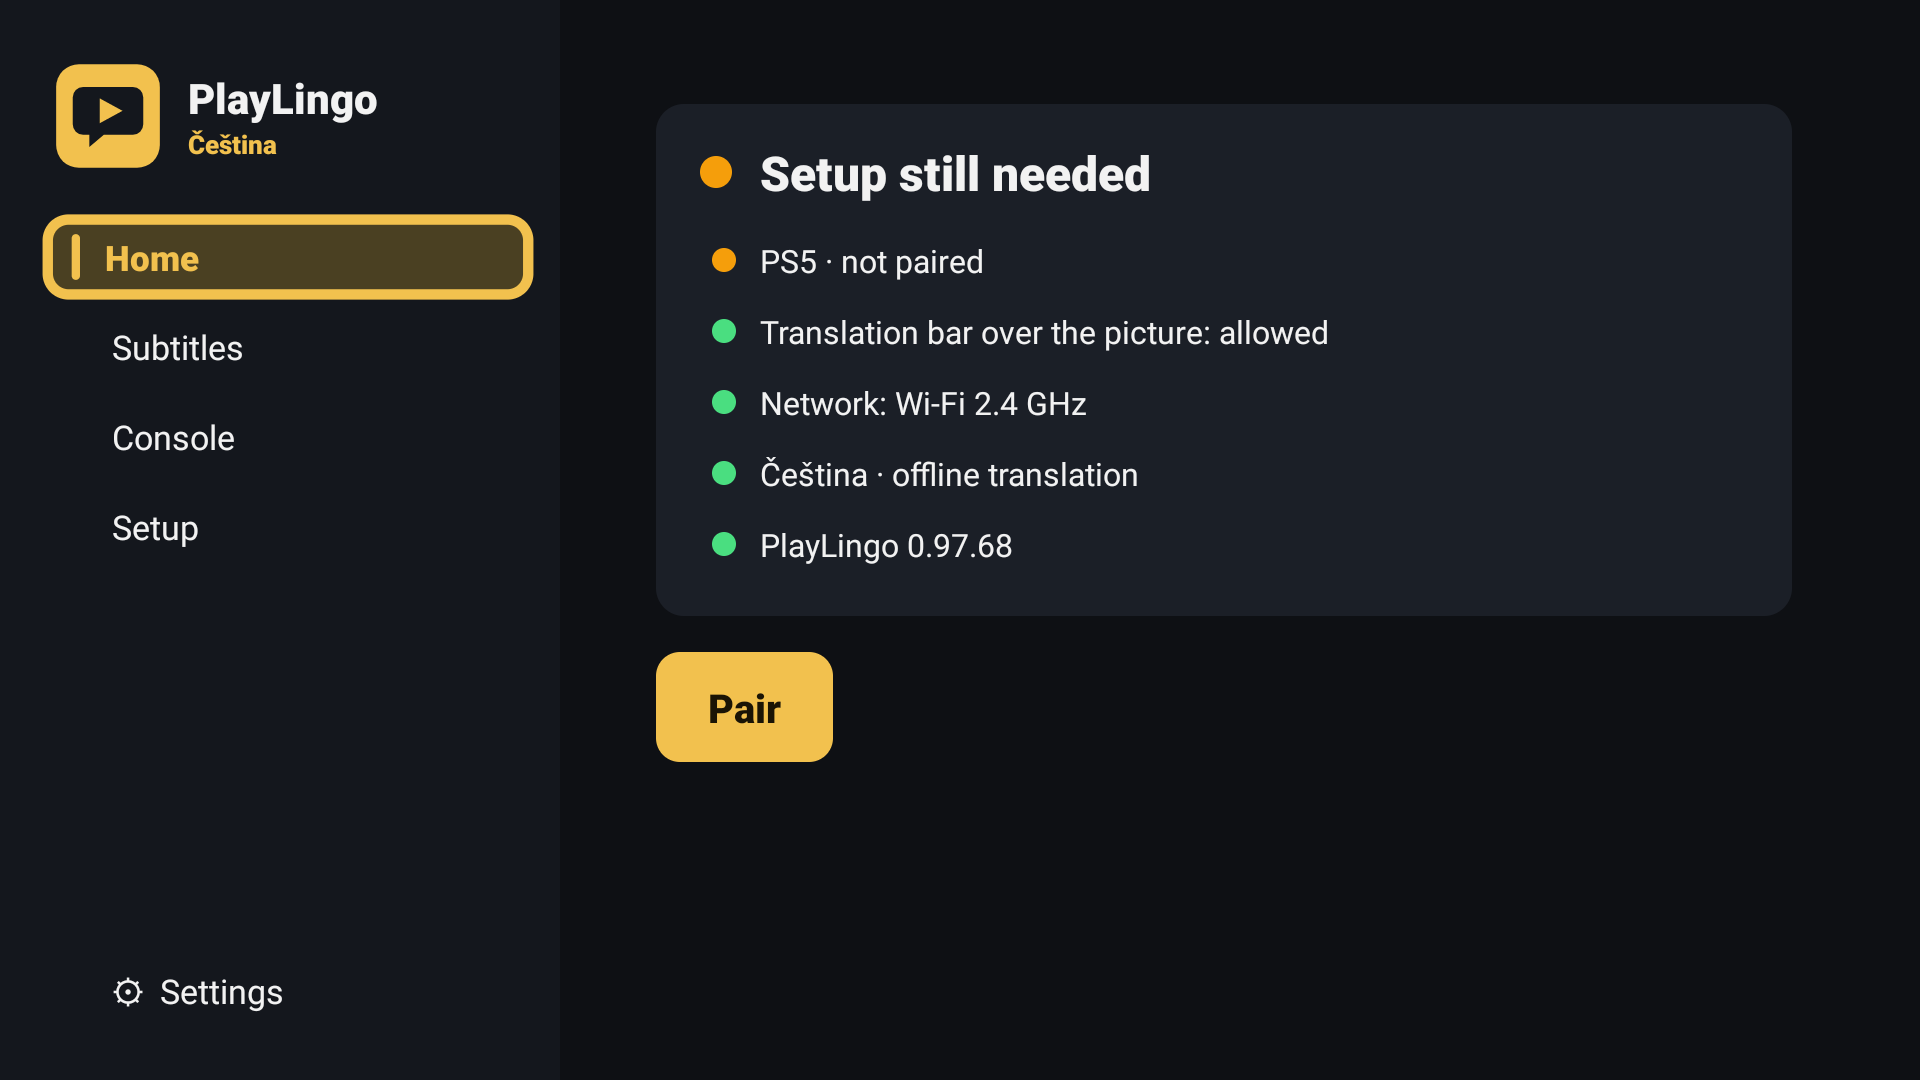 PlayLingo
Čeština
Home
Subtitles
Console
Setup
Settings
Setup still needed
PS5 · not paired
Translation bar over the picture: allowed
Network: Wi-Fi 2.4 GHz
Čeština · offline translation
PlayLingo 0.97.68
Pair